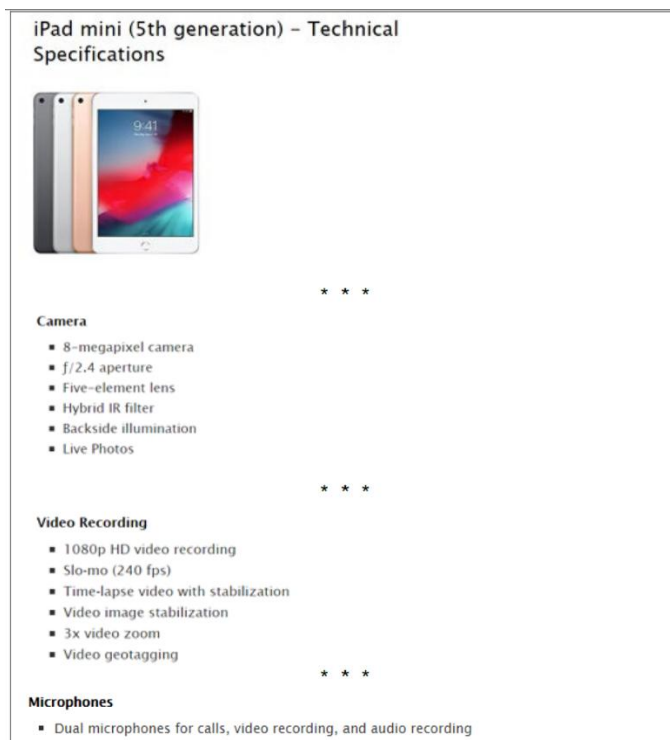 iPad mini (5th generation) – Technical
Specifications
9:41
* * *
Camera
▪ 8-megapixel camera
▪ ƒ/2.4 aperture
▪ Five-element lens
▪ Hybrid IR filter
▪ Backside illumination
▪ Live Photos
* * *
Video Recording
▪ 1080p HD video recording
▪ Slo-mo (240 fps)
▪ Time-lapse video with stabilization
▪ Video image stabilization
▪ 3x video zoom
▪ Video geotagging
* * *
Microphones
▪ Dual microphones for calls, video recording, and audio recording